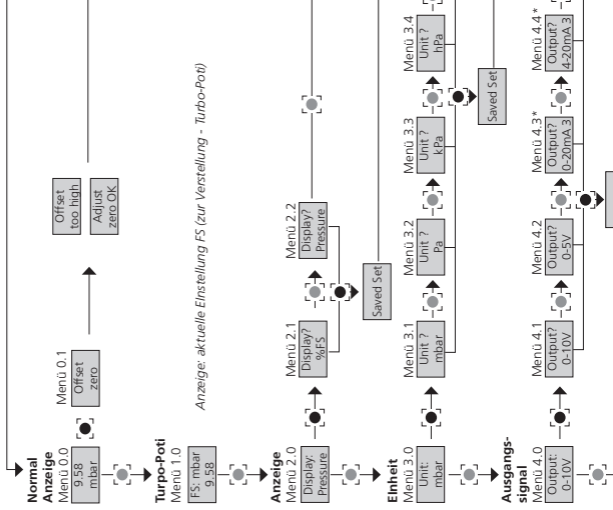 Normal
Anzeige
Menü 0.0
9.58
mbar
Menü 0.1
Offset
zero
Offset
too high
Adjust
zero OK
Turpo-Poti
Menü 1.0
FS: mbar
9.58
Anzeige: aktuelle EInstellung FS (zur Verstellung - Turbo-Poti)
Anzeige
Menü 2.0
Display:
Pressure
Menü 2.1
Display?
%FS
Menü 2.2
Display?
Pressure
Saved Set
EInheit
Menü 3.0
Unit:
mbar
Menü 3.1
Unit ?
mbar
Menü 3.2
Unit ?
Pa
Menü 3.3
Unit ?
kPa
Menü 3.4
Unit ?
hPa
Saved Set
Ausgangs-
signal
Menü 4.0
Output:
0-10V
Menü 4.1
Output?
0-10V
Menü 4.2
Output?
0-5V
Menü 4.3*
Output?
0-20mA 3
Menü 4.4*
Output?
4-20mA 3